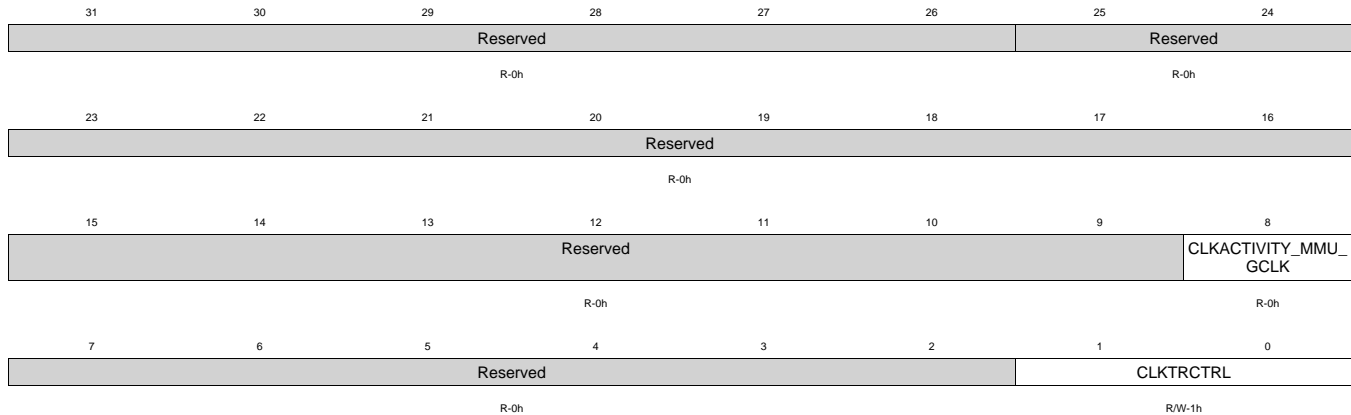 31 30 29 28 27 26 25 24
Reserved Reserved
R-0h R-0h
23 22 21 20 19 18 17 16
Reserved
R-0h
15 14 13 12 11 10 9 8
Reserved CLKACTIVITY_MMU_
GCLK
R-0h R-0h
7 6 5 4 3 2 1 0
Reserved CLKTRCTRL
R-0h R/W-1h